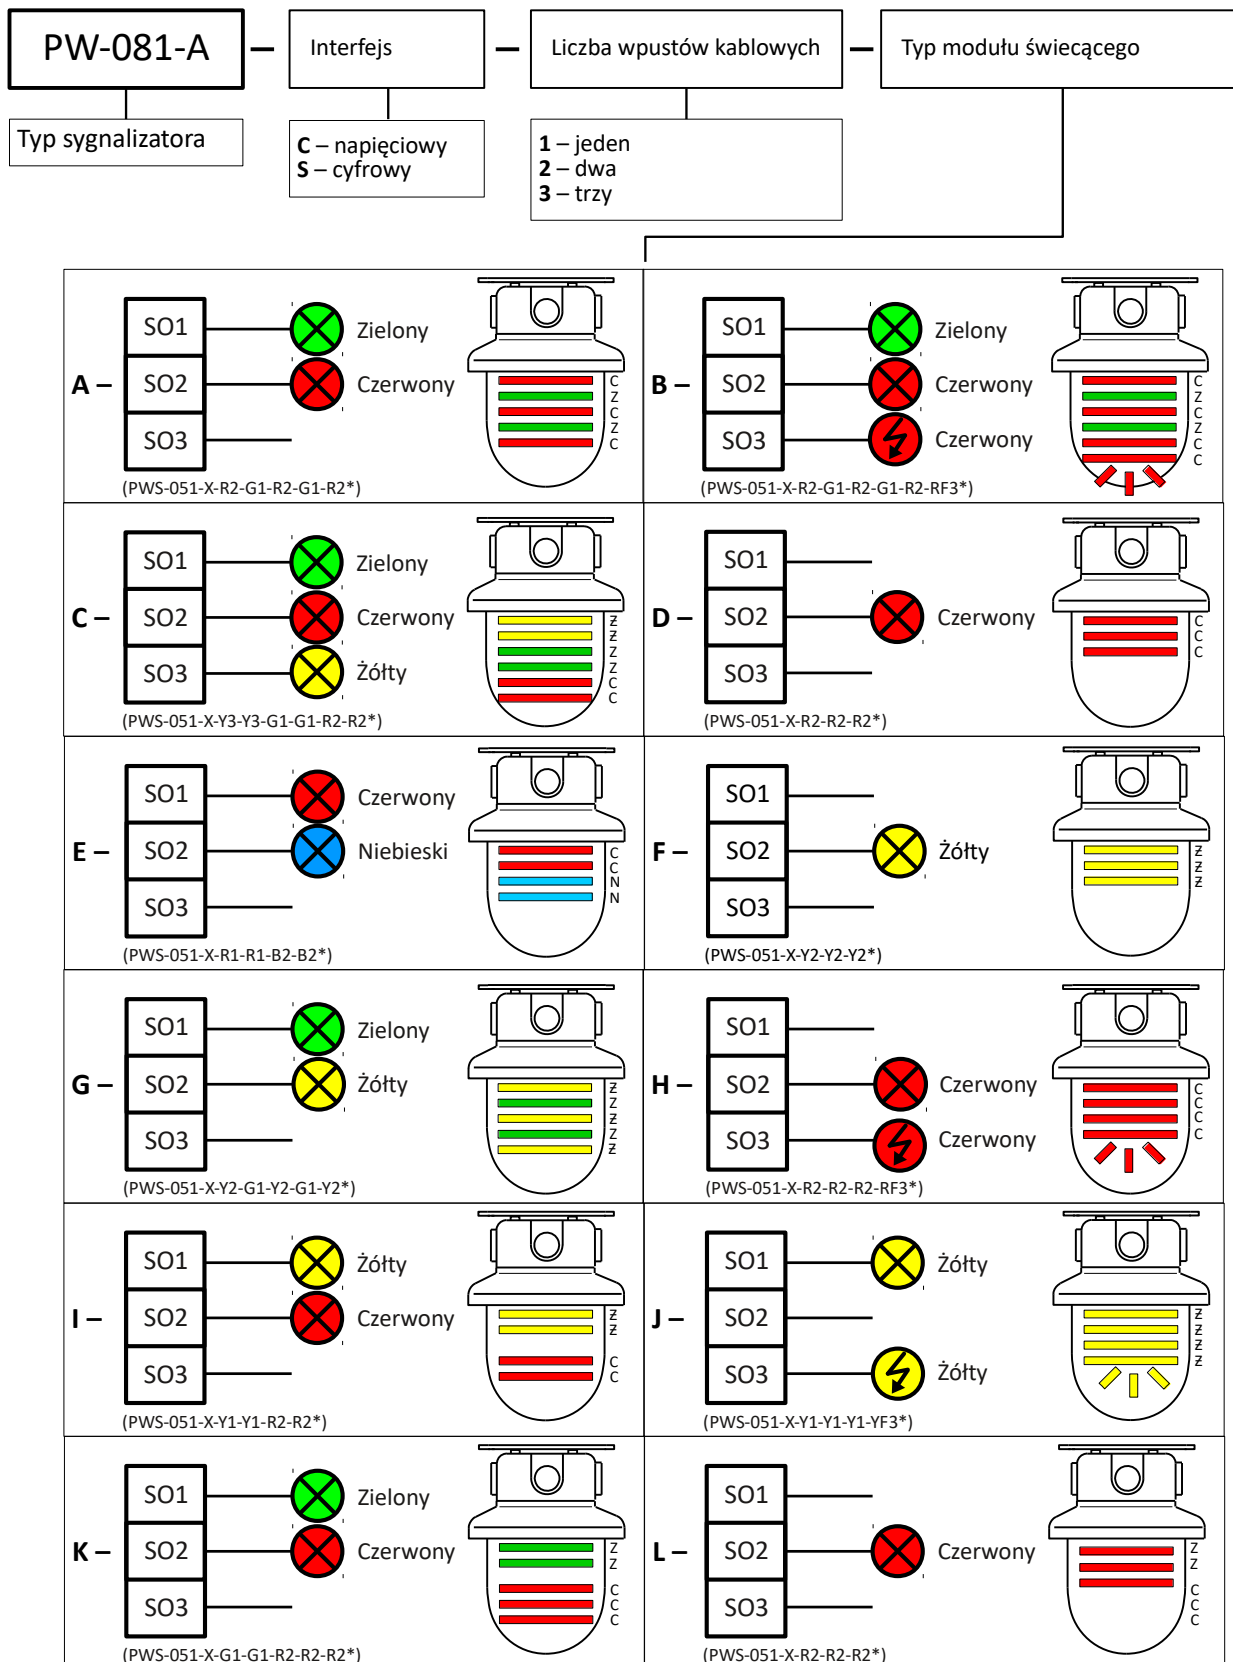 PW-081-A – Interfejs – Liczba wpustów kablowych – Typ modułu świecącego
Typ sygnalizatora
C – napięciowy
S – cyfrowy
1 – jeden
2 – dwa
3 – trzy
A –
SO1 Zielony
SO2 Czerwony
SO3
C
Z
C
Z
C
(PWS-051-X-R2-G1-R2-G1-R2*)
B –
SO1 Zielony
SO2 Czerwony
SO3 Czerwony
C
Z
C
Z
C
C
(PWS-051-X-R2-G1-R2-G1-R2-RF3*)
C –
SO1 Zielony
SO2 Czerwony
SO3 Żółty
Ƶ
Ƶ
Z
Z
C
C
(PWS-051-X-Y3-Y3-G1-G1-R2-R2*)
D –
SO1
SO2 Czerwony
SO3
C
C
C
(PWS-051-X-R2-R2-R2*)
E –
SO1 Czerwony
SO2 Niebieski
SO3
C
C
N
N
(PWS-051-X-R1-R1-B2-B2*)
F –
SO1
SO2 Żółty
SO3
Ƶ
Ƶ
Ƶ
(PWS-051-X-Y2-Y2-Y2*)
G –
SO1 Zielony
SO2 Żółty
SO3
Ƶ
Z
Ƶ
Z
Ƶ
(PWS-051-X-Y2-G1-Y2-G1-Y2*)
H –
SO1
SO2 Czerwony
SO3 Czerwony
C
C
C
C
(PWS-051-X-R2-R2-R2-RF3*)
I –
SO1 Żółty
SO2 Czerwony
SO3
Ƶ
Ƶ
C
C
(PWS-051-X-Y1-Y1-R2-R2*)
J –
SO1 Żółty
SO2
SO3 Żółty
Ƶ
Ƶ
Ƶ
Ƶ
(PWS-051-X-Y1-Y1-Y1-YF3*)
K –
SO1 Zielony
SO2 Czerwony
SO3
Z
Z
C
C
C
(PWS-051-X-G1-G1-R2-R2-R2*)
L –
SO1
SO2 Czerwony
SO3
Z
Z
C
C
C
(PWS-051-X-R2-R2-R2*)